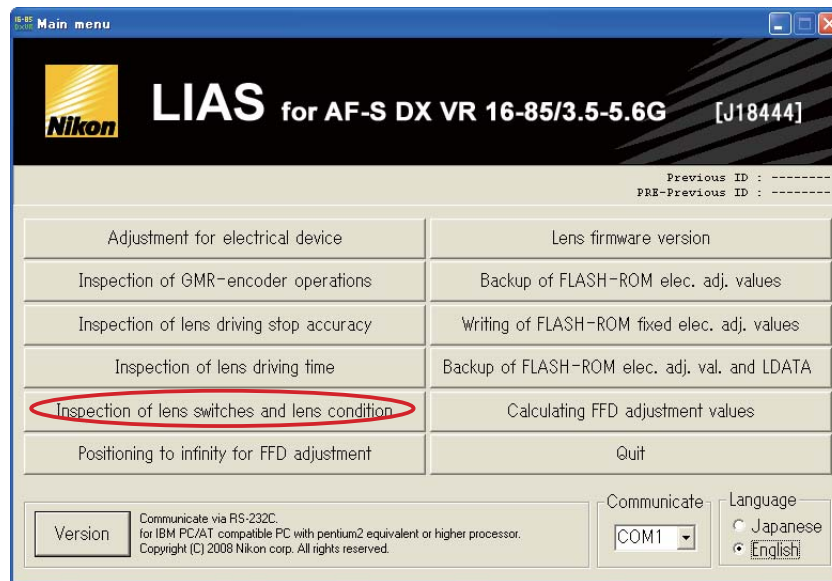 16-85
DXVR Main menu
Nikon
LIAS for AF-S DX VR 16-85/3.5-5.6G [J18444]
Previous ID : --------
PRE-Previous ID : --------
Adjustment for electrical device
Lens firmware version
Inspection of GMR-encoder operations
Backup of FLASH-ROM elec. adj. values
Inspection of lens driving stop accuracy
Writing of FLASH-ROM fixed elec. adj. values
Inspection of lens driving time
Backup of FLASH-ROM elec. adj. val. and LDATA
Inspection of lens switches and lens condition
Calculating FFD adjustment values
Positioning to infinity for FFD adjustment
Quit
Version
Communicate via RS-232C.
for IBM PC/AT compatible PC with pentium2 equivalent or higher processor.
Copyright (C) 2008 Nikon corp. All rights reserved.
Communicate
COM1
Language
Japanese
English